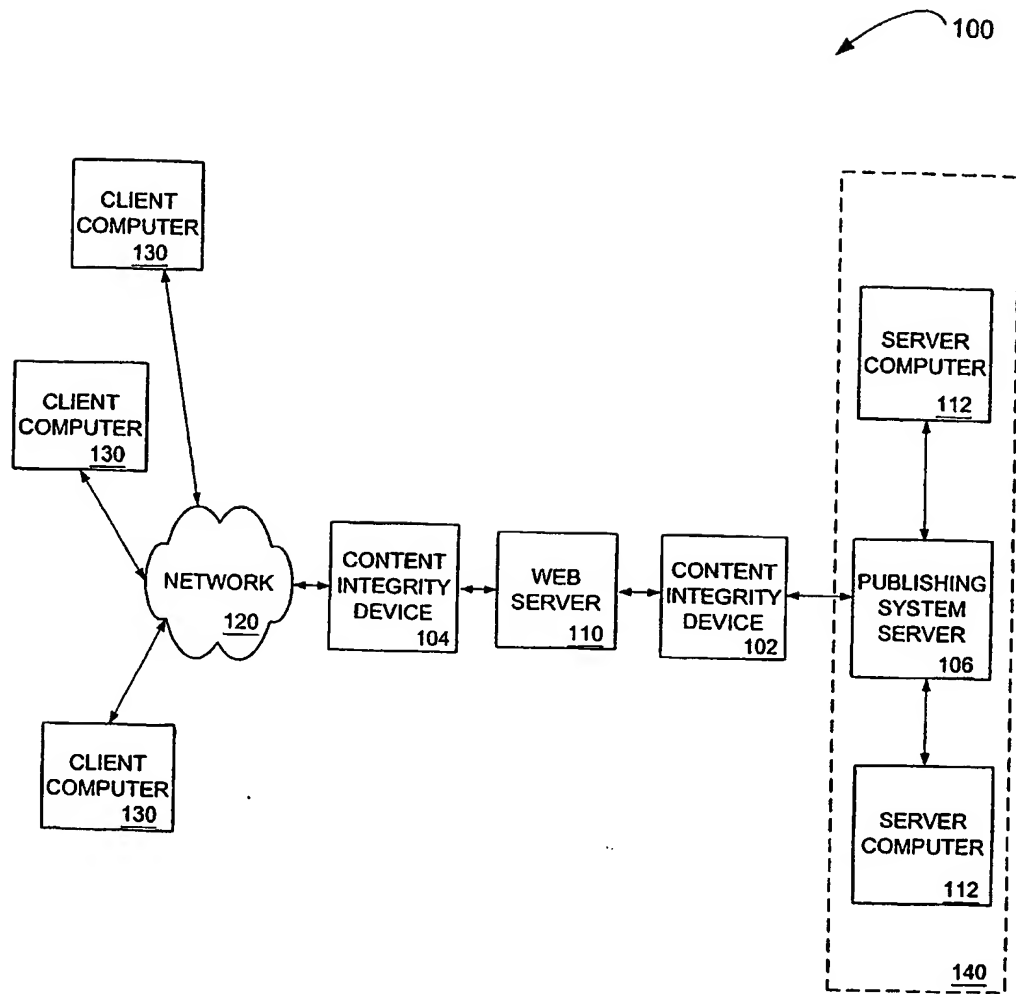 100
CLIENT
COMPUTER
130
CLIENT
COMPUTER
130
NETWORK
120
CLIENT
COMPUTER
130
CONTENT
INTEGRITY
DEVICE
104
WEB
SERVER
110
CONTENT
INTEGRITY
DEVICE
102
SERVER
COMPUTER
112
PUBLISHING
SYSTEM
SERVER
106
SERVER
COMPUTER
112
140